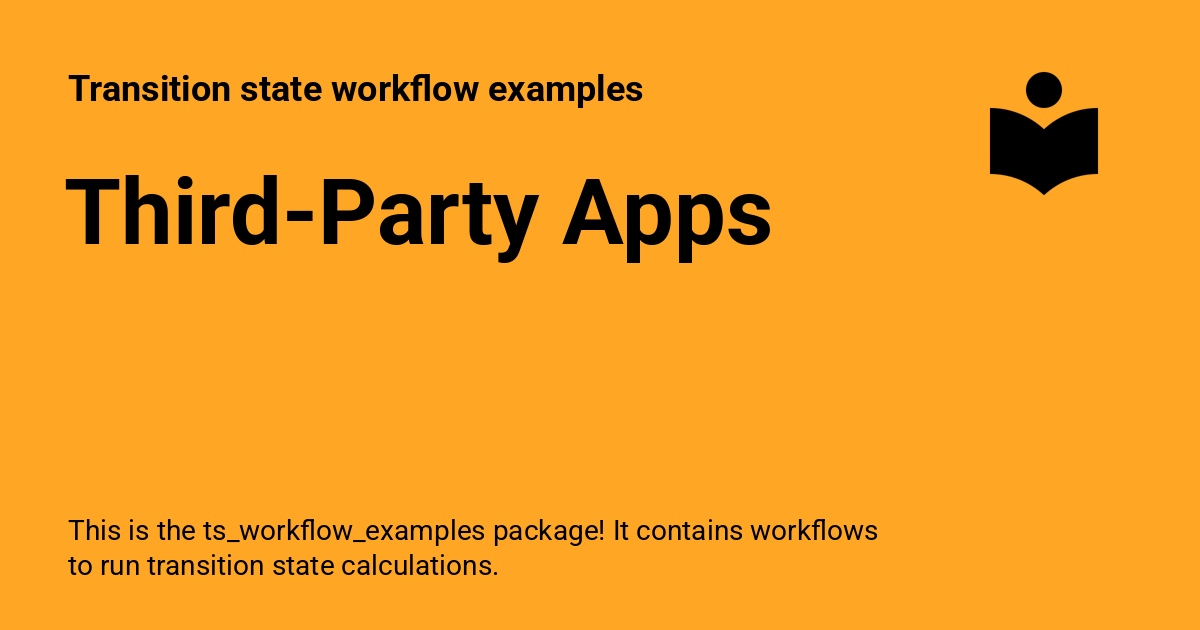 Transition state workflow examples
Third-Party Apps
This is the ts_workflow_examples package! It contains workflows
to run transition state calculations.